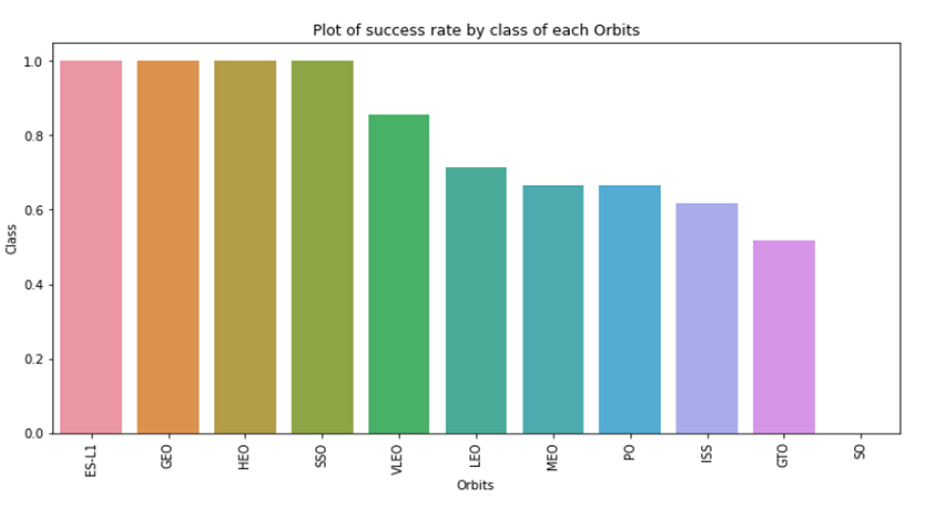 Plot of success rate by class of each Orbits
1.0
0.8
0.6
0.4
0.2
0.0
Class
ES-L1
GEO
HEO
SSO
VLEO
LEO
MEO
PO
ISS
GTO
SO
Orbits